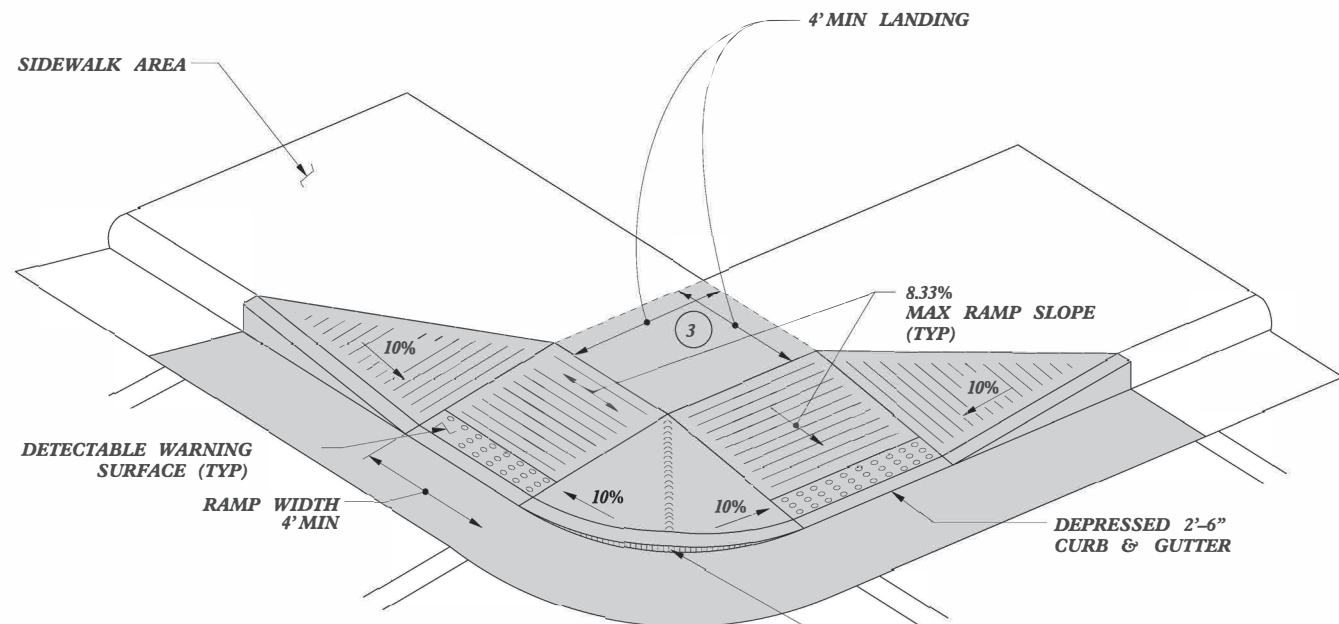 4' MIN LANDING
SIDEWALK AREA
8.33%
MAX RAMP SLOPE
(TYP)
3
10%
10%
DETECTABLE WARNING
SURFACE (TYP)
RAMP WIDTH
4' MIN
10%
10%
DEPRESSED 2'–6"
CURB & GUTTER